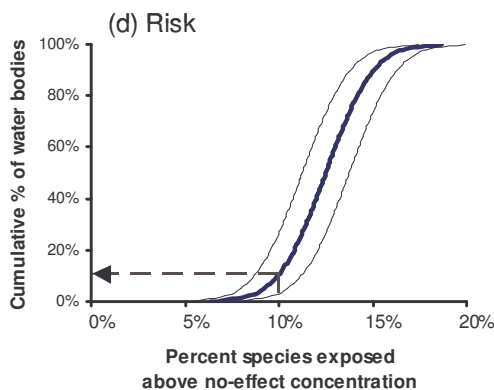 (d) Risk
Cumulative % of water bodies
100%
80%
60%
40%
20%
0%
0%
5%
10%
15%
20%
Percent species exposed
above no-effect concentration